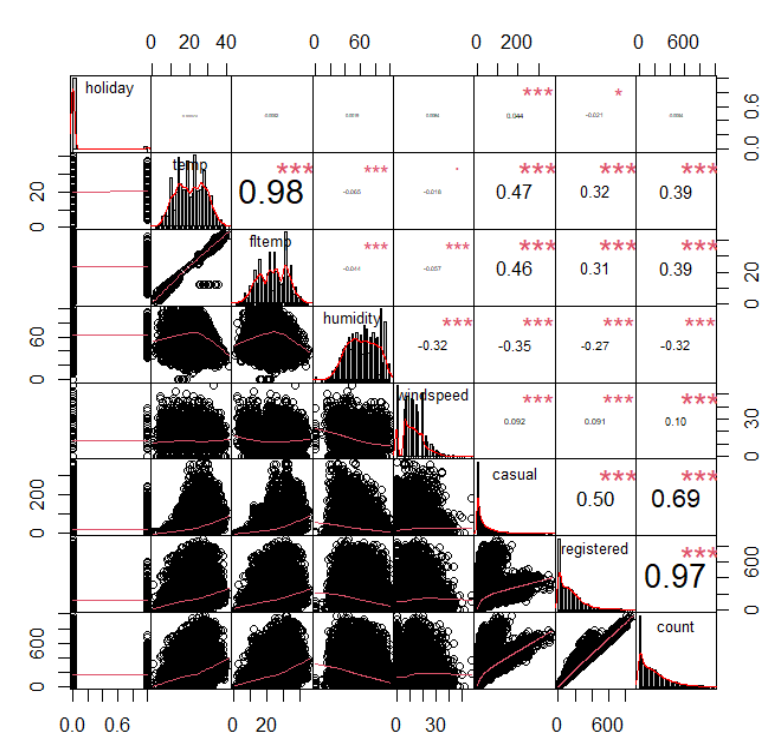 0 20 40 0 60 0 200 0 600
holiday *** * 0.0 0.6
0.044 -0.021
20 0 temp *** *** . *** *** ***
0.98 -0.065 -0.018 0.47 0.32 0.39
fltemp *** *** *** *** *** 0 20
-0.044 -0.057 0.46 0.31 0.39
60 0 humidity *** *** *** ***
-0.32 -0.35 -0.27 -0.32
windspeed *** *** *** 0 30
0.092 0.091 0.10
200 0 casual *** ***
0.50 0.69
registered *** 0 600
0.97
600 0 count
0.0 0.6 0 20 0 30 0 600